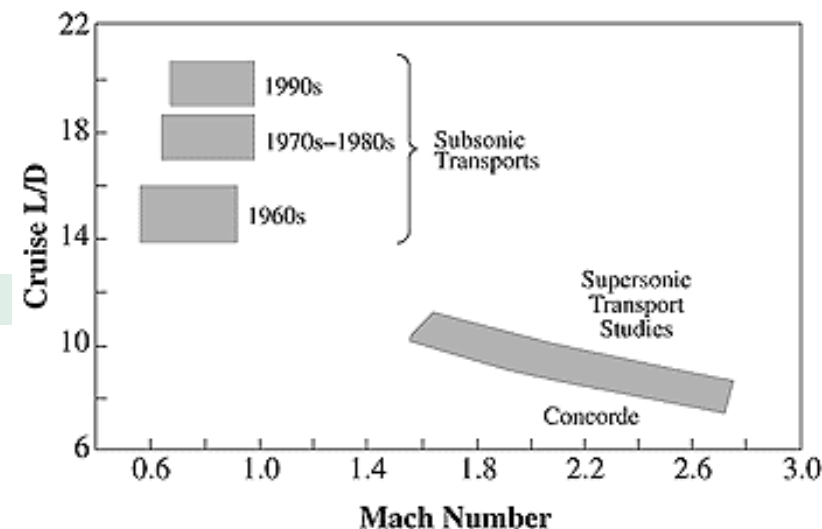 22
18
14
10
6
Cruise L/D
1990s
1970s–1980s
1960s
Subsonic
Transports
Supersonic
Transport
Studies
Concorde
0.6 1.0 1.4 1.8 2.2 2.6 3.0
Mach Number